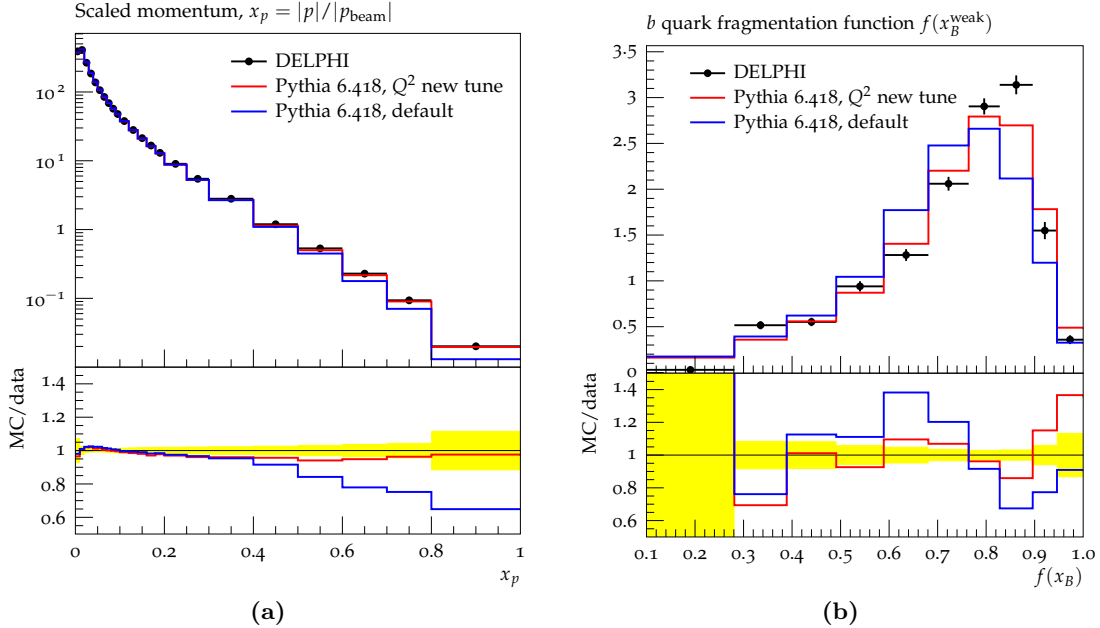 Scaled momentum, xₚ = |p|/|p_beam|
10²
10¹
1
10⁻¹
DELPHI
Pythia 6.418, Q² new tune
Pythia 6.418, default
MC/data
1.4
1.2
1
0.8
0.6
0 0.2 0.4 0.6 0.8 1
xₚ
(a)
b quark fragmentation function f(x_B^weak)
3.5
3
2.5
2
1.5
1
0.5
0
DELPHI
Pythia 6.418, Q² new tune
Pythia 6.418, default
MC/data
1.4
1.2
1
0.8
0.6
0.1 0.2 0.3 0.4 0.5 0.6 0.7 0.8 0.9 1.0
f(x_B)
(b)